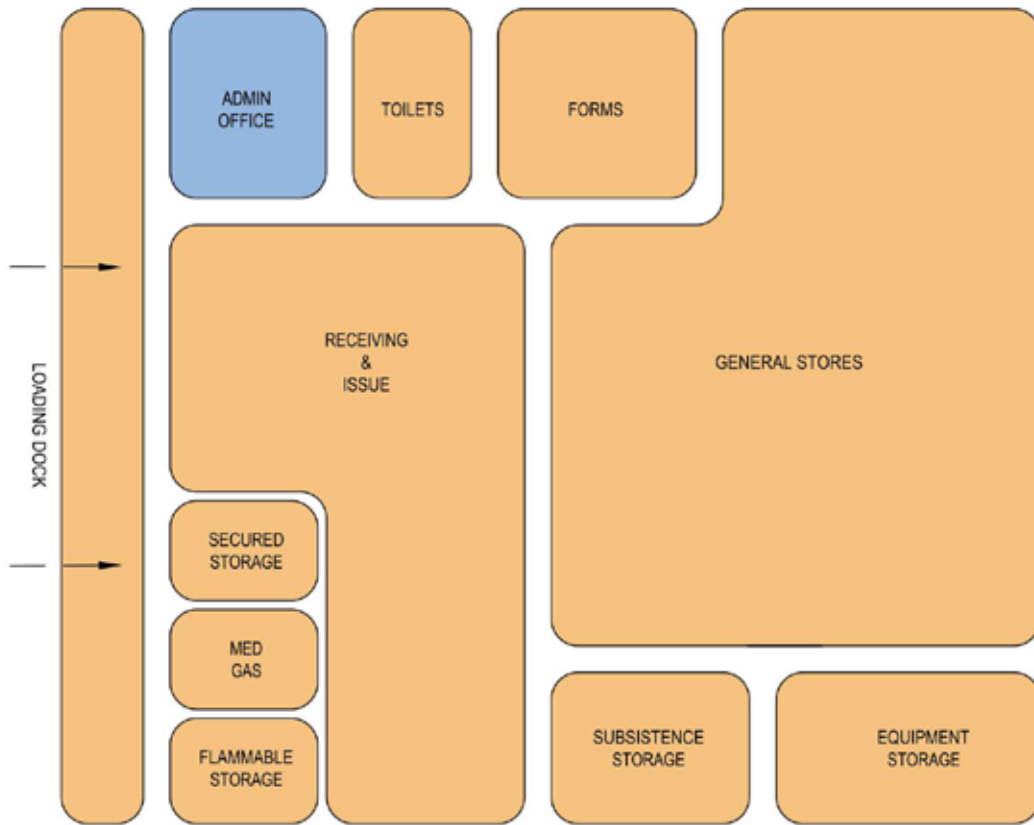 ADMIN
OFFICE
TOILETS
FORMS
RECEIVING
&
ISSUE
GENERAL STORES
LOADING DOCK
SECURED
STORAGE
MED
GAS
FLAMMABLE
STORAGE
SUBSISTENCE
STORAGE
EQUIPMENT
STORAGE